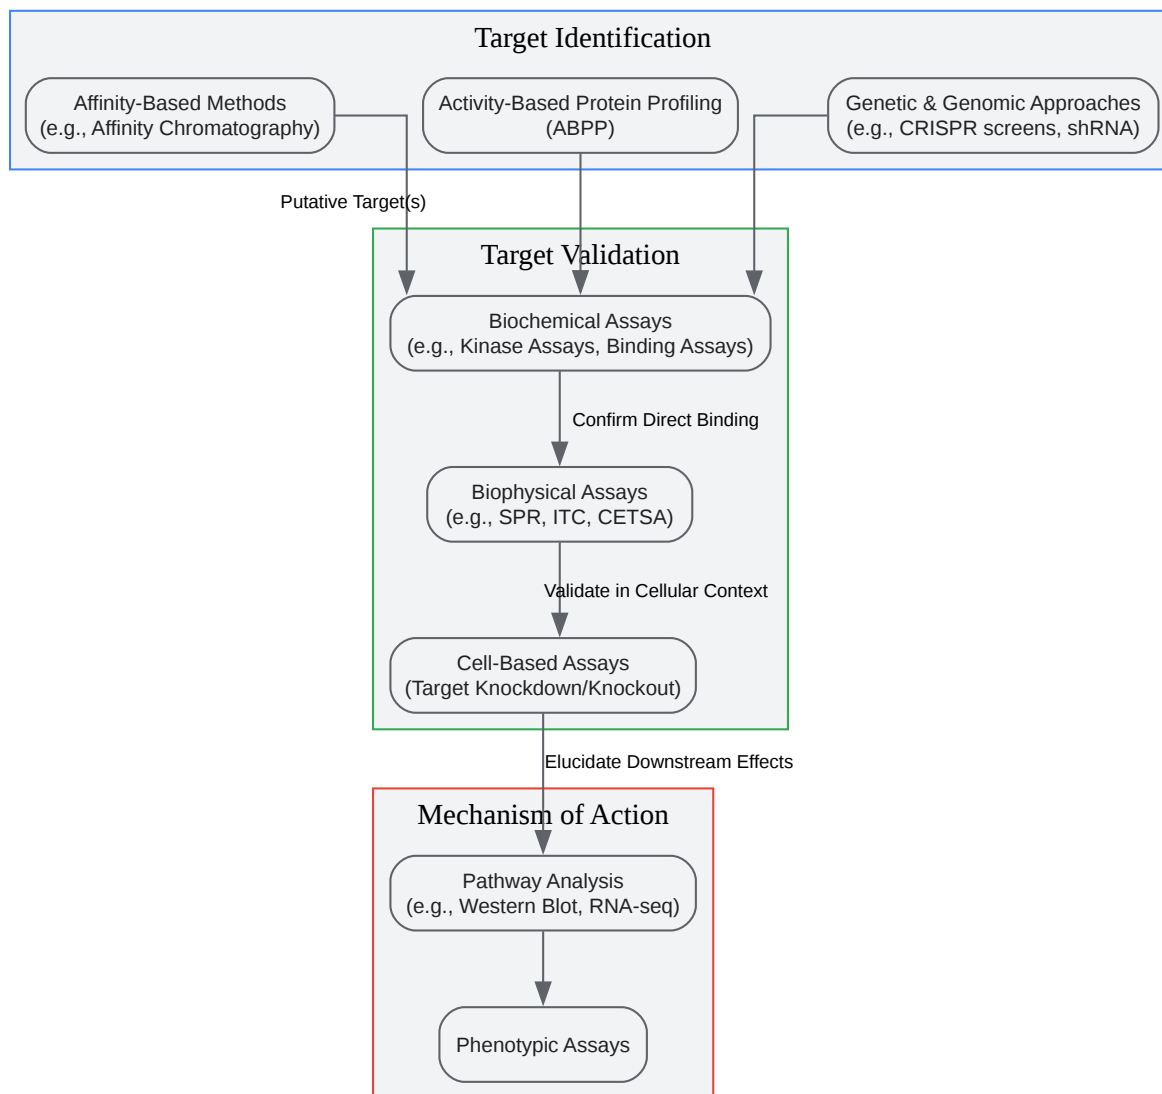 Target Identification
Affinity-Based Methods
(e.g., Affinity Chromatography)
Activity-Based Protein Profiling
(ABPP)
Genetic & Genomic Approaches
(e.g., CRISPR screens, shRNA)
Putative Target(s)
Target Validation
Biochemical Assays
(e.g., Kinase Assays, Binding Assays)
Confirm Direct Binding
Biophysical Assays
(e.g., SPR, ITC, CETSA)
Validate in Cellular Context
Cell-Based Assays
(Target Knockdown/Knockout)
Elucidate Downstream Effects
Mechanism of Action
Pathway Analysis
(e.g., Western Blot, RNA-seq)
Phenotypic Assays